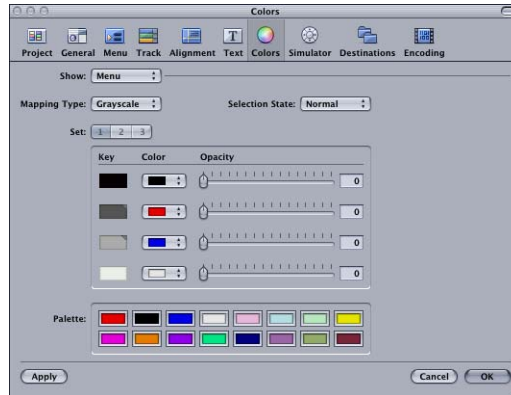 Colors
Project General Menu Track Alignment Text Colors Simulator Destinations Encoding
Show: Menu
Mapping Type: Grayscale Selection State: Normal
Set: 1 2 3
Key Color Opacity
0
0
0
0
Palette:
Apply Cancel OK